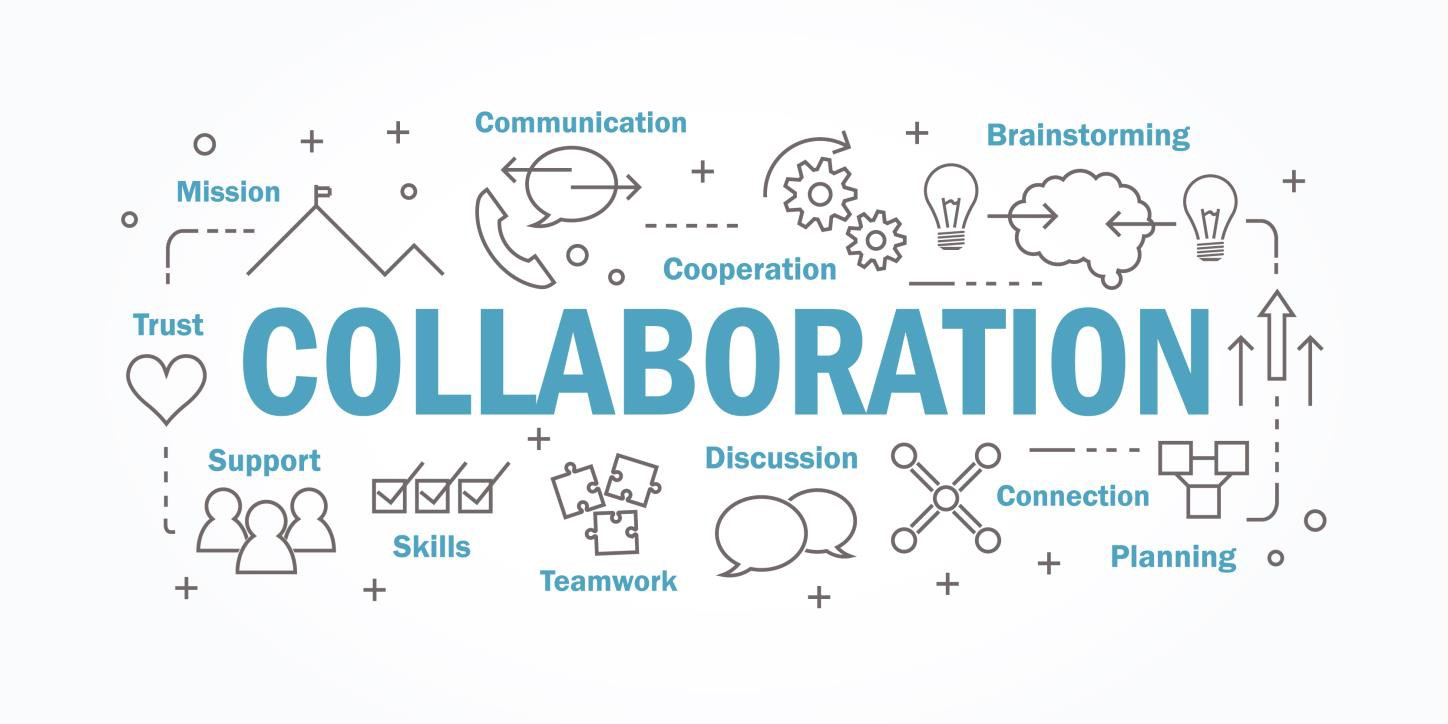 Communication
Brainstorming
Mission
Cooperation
Trust
COLLABORATION
Support
Discussion
Connection
Skills
Planning
Teamwork